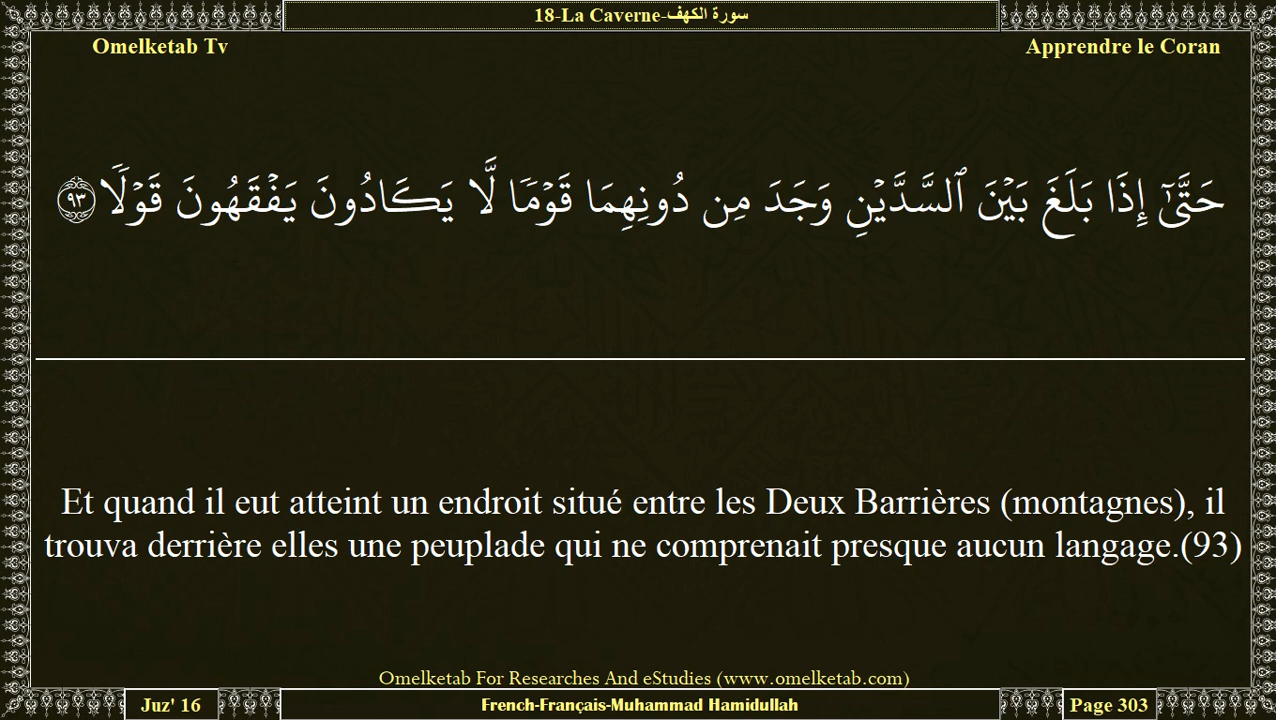 18-La Caverne-سورة الكهف
Omelketab Tv
Apprendre le Coran
حَتَّىٰٓ إِذَا بَلَغَ بَيۡنَ ٱلسَّدَّيۡنِ وَجَدَ مِن دُونِهِمَا قَوۡمٗا لَّا يَكَادُونَ يَفۡقَهُونَ قَوۡلٗا ٩٣
Et quand il eut atteint un endroit situé entre les Deux Barrières (montagnes), il
trouva derrière elles une peuplade qui ne comprenait presque aucun langage.(93)
Omelketab For Researches And eStudies (www.omelketab.com)
Juz' 16
French-Français-Muhammad Hamidullah
Page 303